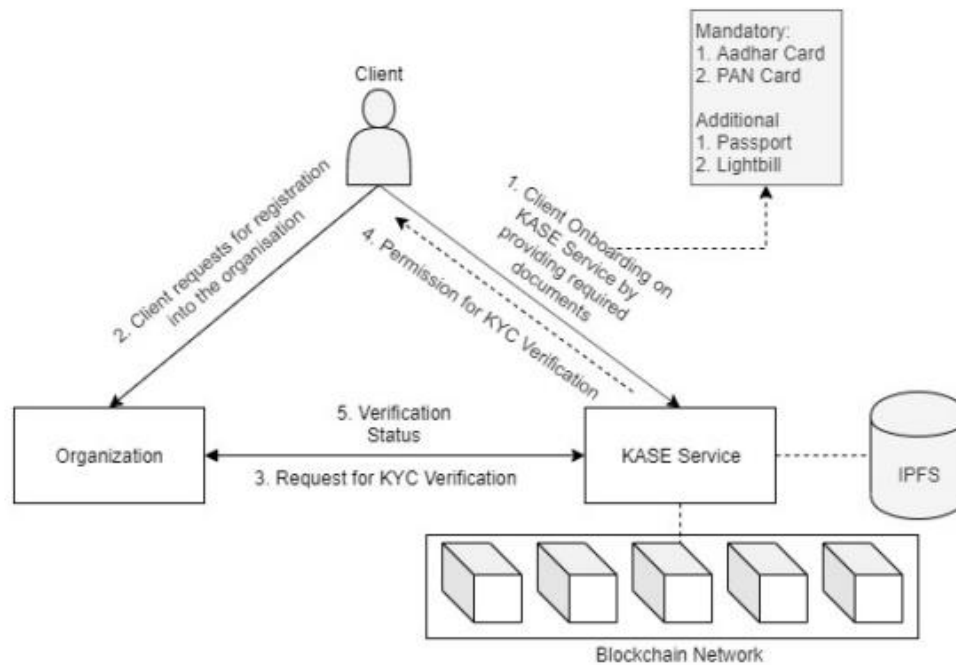 Mandatory:
1. Aadhar Card
2. PAN Card
Additional
1. Passport
2. Lightbill
Client
1. Client Onboarding on
KASE Service by
providing required
documents
2. Client requests for registration
into the organisation
4. Permission for KYC Verification
5. Verification
Status
3. Request for KYC Verification
Organization
KASE Service
IPFS
Blockchain Network